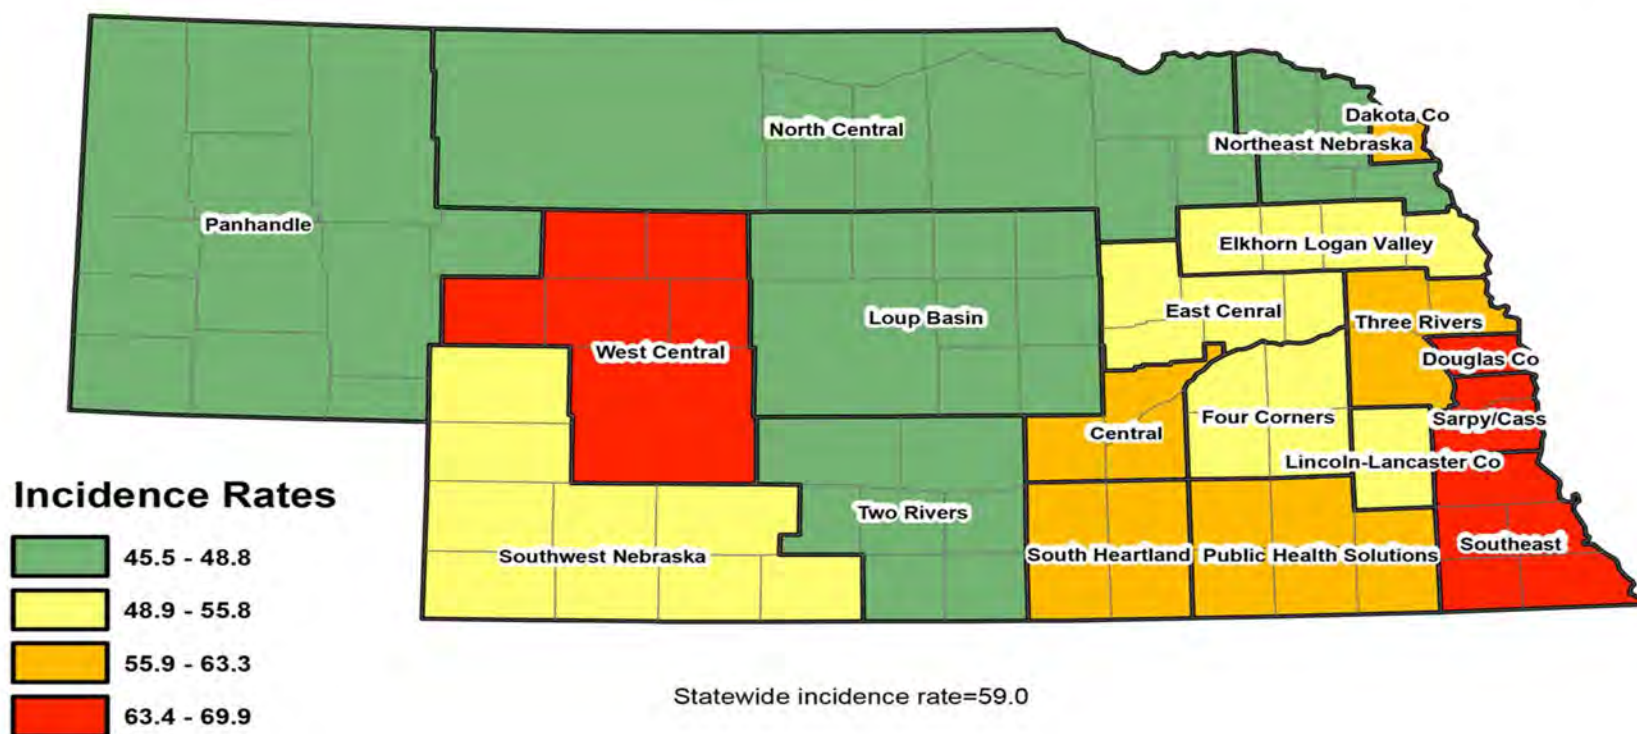 Dakota Co
North Central
Northeast Nebraska
Panhandle
Elkhorn Logan Valley
East Cenral
Loup Basin
Three Rivers
West Central
Douglas Co
Four Corners
Sarpy/Cass
Central
Lincoln-Lancaster Co
Two Rivers
Southwest Nebraska
South Heartland
Public Health Solutions
Southeast
Incidence Rates
45.5 - 48.8
48.9 - 55.8
55.9 - 63.3
63.4 - 69.9
Statewide incidence rate=59.0